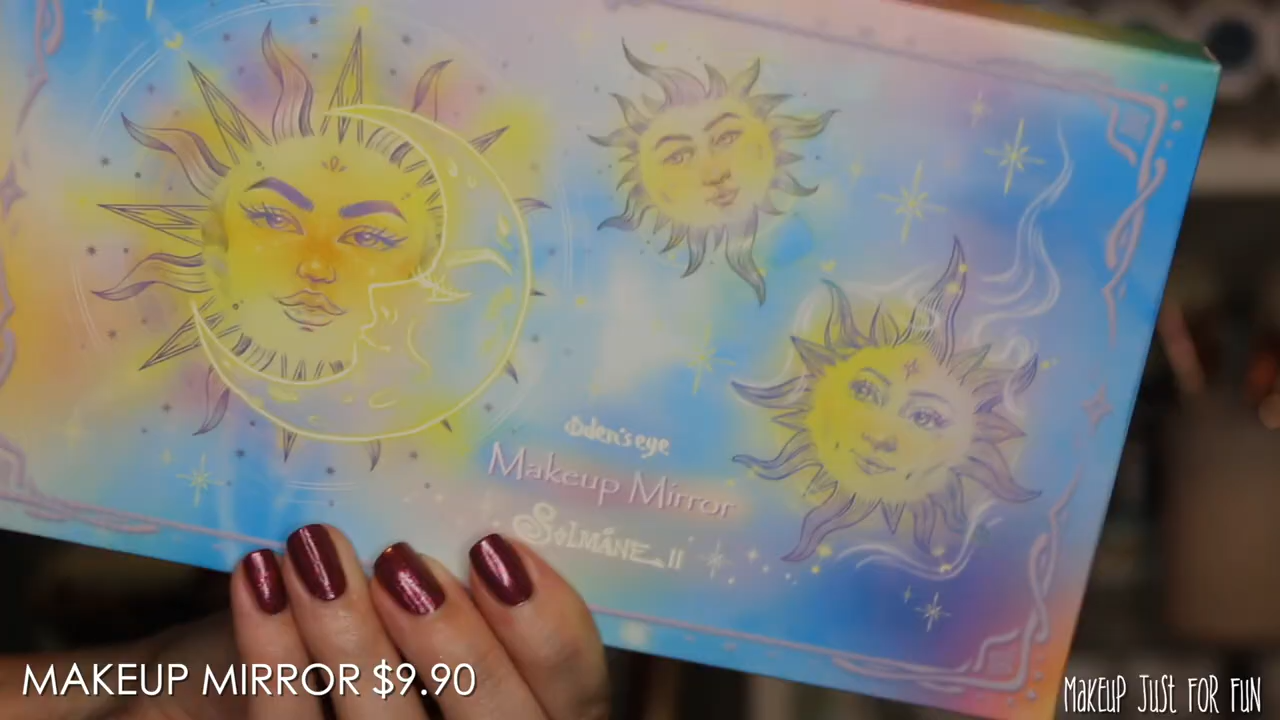 Oden's eye
Makeup Mirror
SOLMÅNE II
MAKEUP MIRROR $9.90
MAKEUP JUST FOR FUN